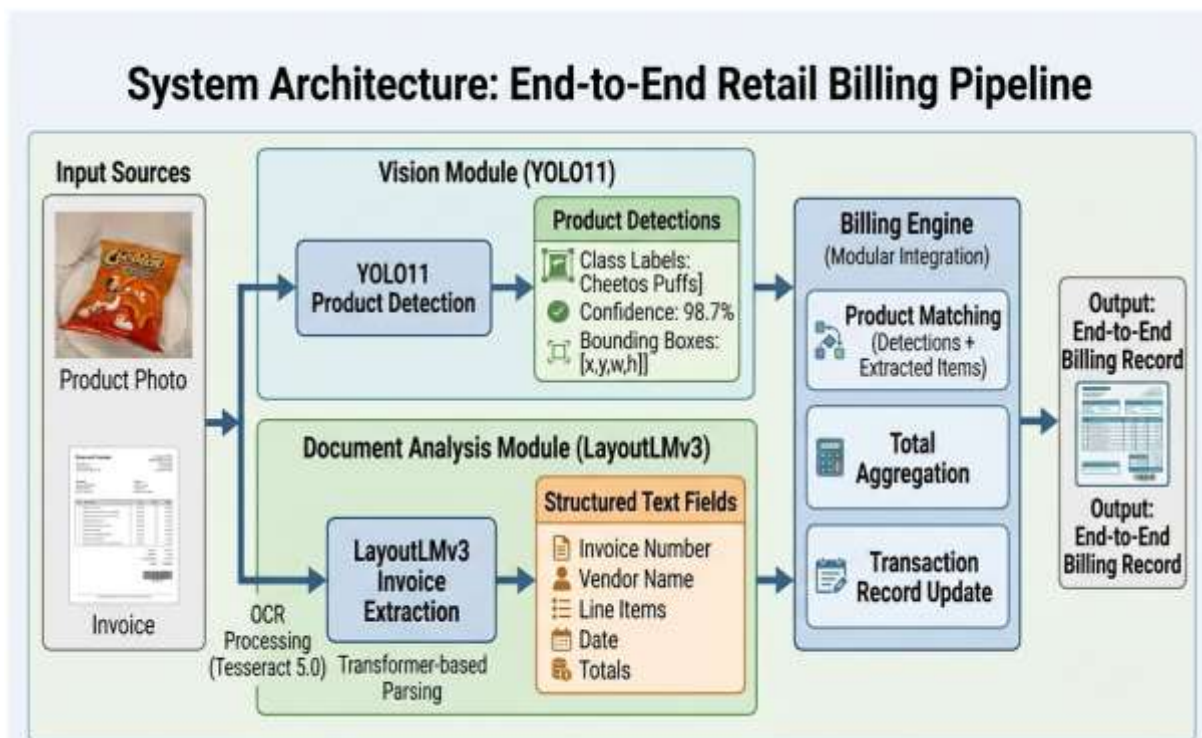 System Architecture: End-to-End Retail Billing Pipeline
Input Sources
Product Photo
Invoice
Vision Module (YOLO11)
YOLO11
Product Detection
Product Detections
Class Labels:
Cheetos Puffs]
Confidence: 98.7%
Bounding Boxes:
[x,y,w,h]]
Document Analysis Module (LayoutLMv3)
OCR
Processing
(Tesseract 5.0)
LayoutLMv3
Invoice
Extraction
Transformer-based
Parsing
Structured Text Fields
Invoice Number
Vendor Name
Line Items
Date
Totals
Billing Engine
(Modular Integration)
Product Matching
(Detections +
Extracted Items)
Total
Aggregation
Transaction
Record Update
Output:
End-to-End
Billing Record
Output:
End-to-End
Billing Record